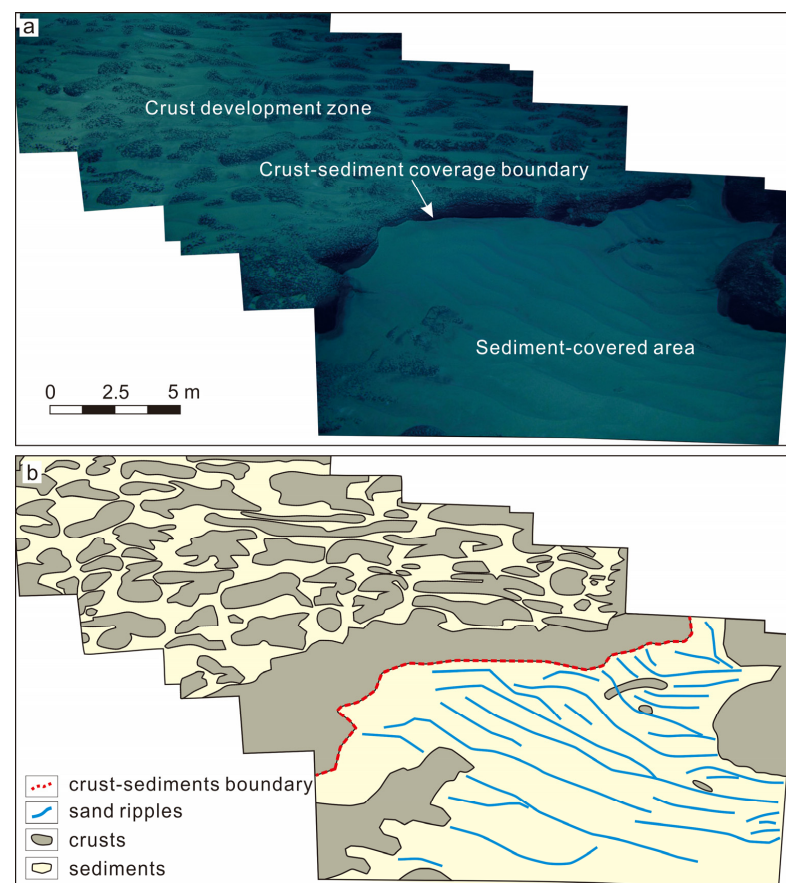 a
Crust development zone
Crust-sediment coverage boundary
Sediment-covered area
0 2.5 5 m
b
crust-sediments boundary
sand ripples
crusts
sediments